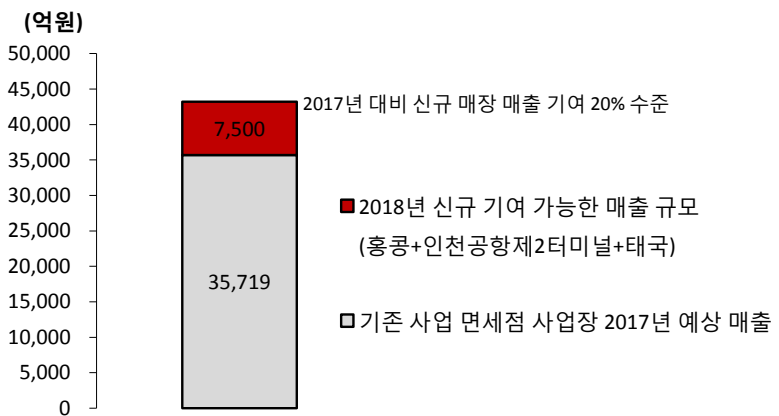 (억원)
50,000
45,000
40,000
35,000
30,000
25,000
20,000
15,000
10,000
5,000
0
7,500
35,719
2017년 대비 신규 매장 매출 기여 20% 수준
2018년 신규 기여 가능한 매출 규모
(홍콩+인천공항제2터미널+태국)
기존 사업 면세점 사업장 2017년 예상 매출